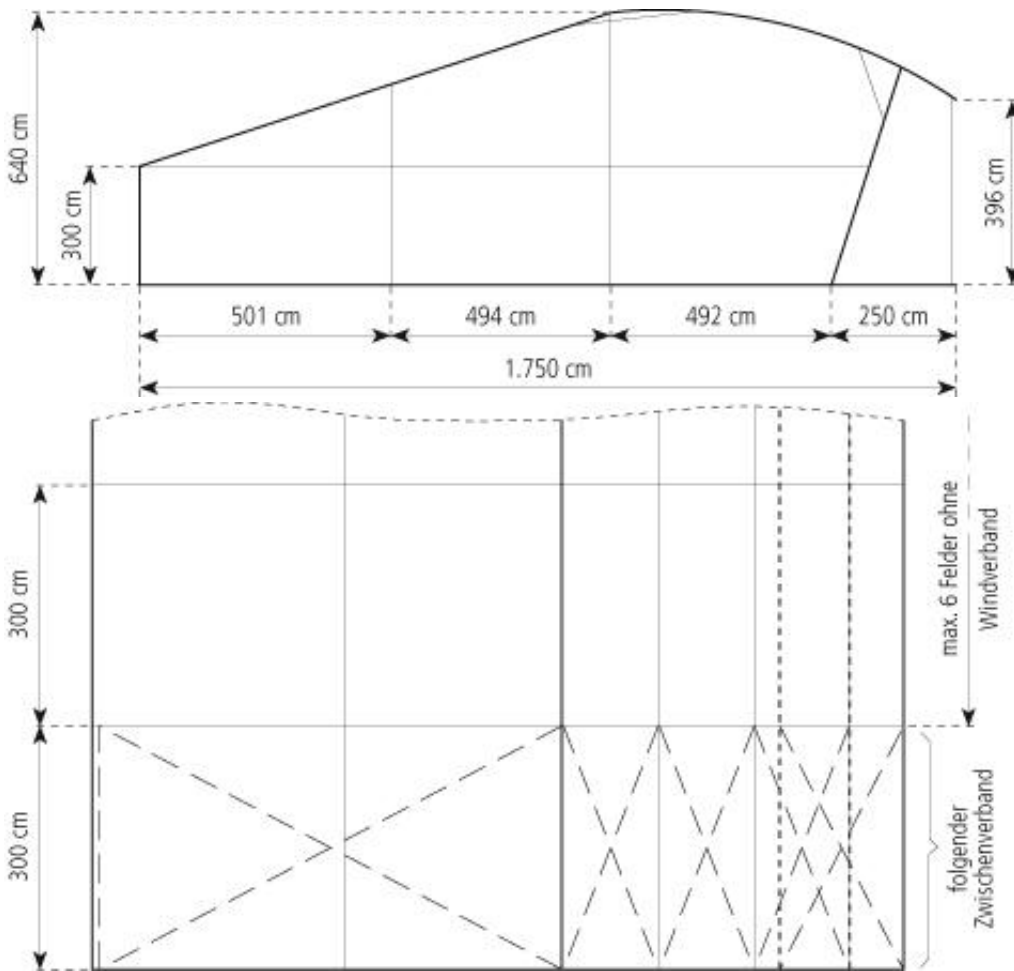 640 cm
300 cm
396 cm
501 cm
494 cm
492 cm
250 cm
1.750 cm
300 cm
max. 6 Felder ohne
Windverband
300 cm
folgender
Zwischenverband